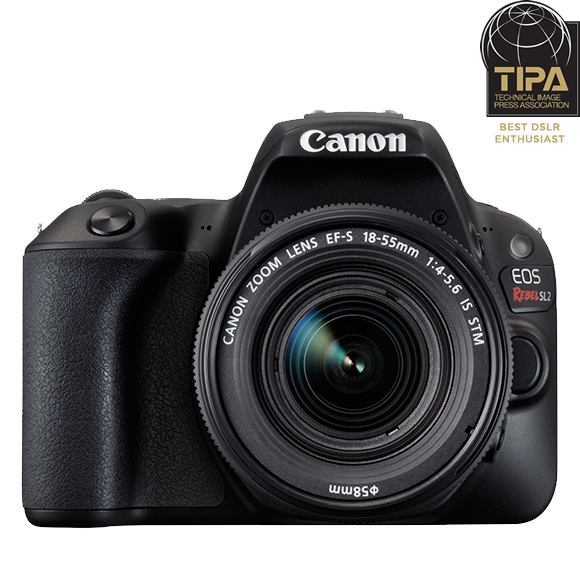 TIPA
TECHNICAL IMAGE
PRESS ASSOCIATION
BEST DSLR
ENTHUSIAST
Canon
CANON ZOOM LENS EF-S 18-55mm 1:4-5.6 IS STM
EOS
REBEL SL2
φ58mm